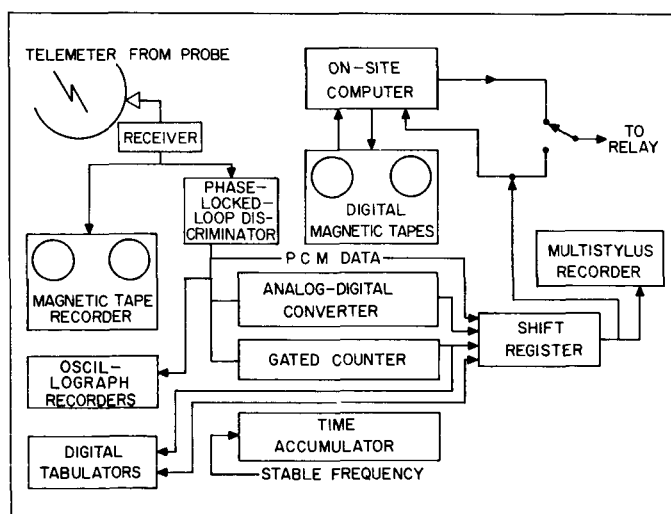 TELEMETER FROM PROBE
RECEIVER
ON-SITE
COMPUTER
TO
RELAY
PHASE-
LOCKED-
LOOP DIS-
CRIMINATOR
DIGITAL
MAGNETIC TAPES
MAGNETIC TAPE
RECORDER
PCM DATA
MULTISTYLUS
RECORDER
ANALOG-DIGITAL
CONVERTER
SHIFT
REGISTER
GATED COUNTER
OSCIL-
LOGRAPH
RECORDERS
TIME
ACCUMULATOR
DIGITAL
TABULATORS
STABLE FREQUENCY